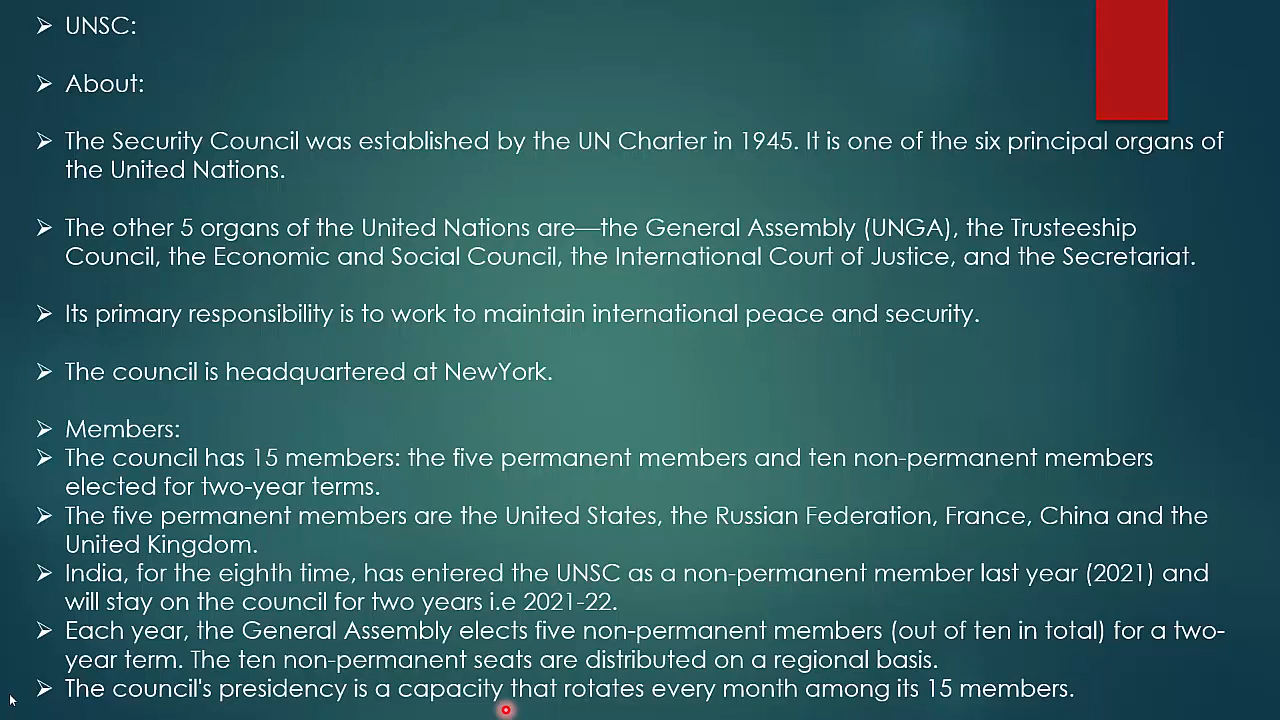 UNSC:
About:
The Security Council was established by the UN Charter in 1945. It is one of the six principal organs of
the United Nations.
The other 5 organs of the United Nations are—the General Assembly (UNGA), the Trusteeship
Council, the Economic and Social Council, the International Court of Justice, and the Secretariat.
Its primary responsibility is to work to maintain international peace and security.
The council is headquartered at NewYork.
Members:
The council has 15 members: the five permanent members and ten non-permanent members
elected for two-year terms.
The five permanent members are the United States, the Russian Federation, France, China and the
United Kingdom.
India, for the eighth time, has entered the UNSC as a non-permanent member last year (2021) and
will stay on the council for two years i.e 2021-22.
Each year, the General Assembly elects five non-permanent members (out of ten in total) for a two-
year term. The ten non-permanent seats are distributed on a regional basis.
The council's presidency is a capacity that rotates every month among its 15 members.